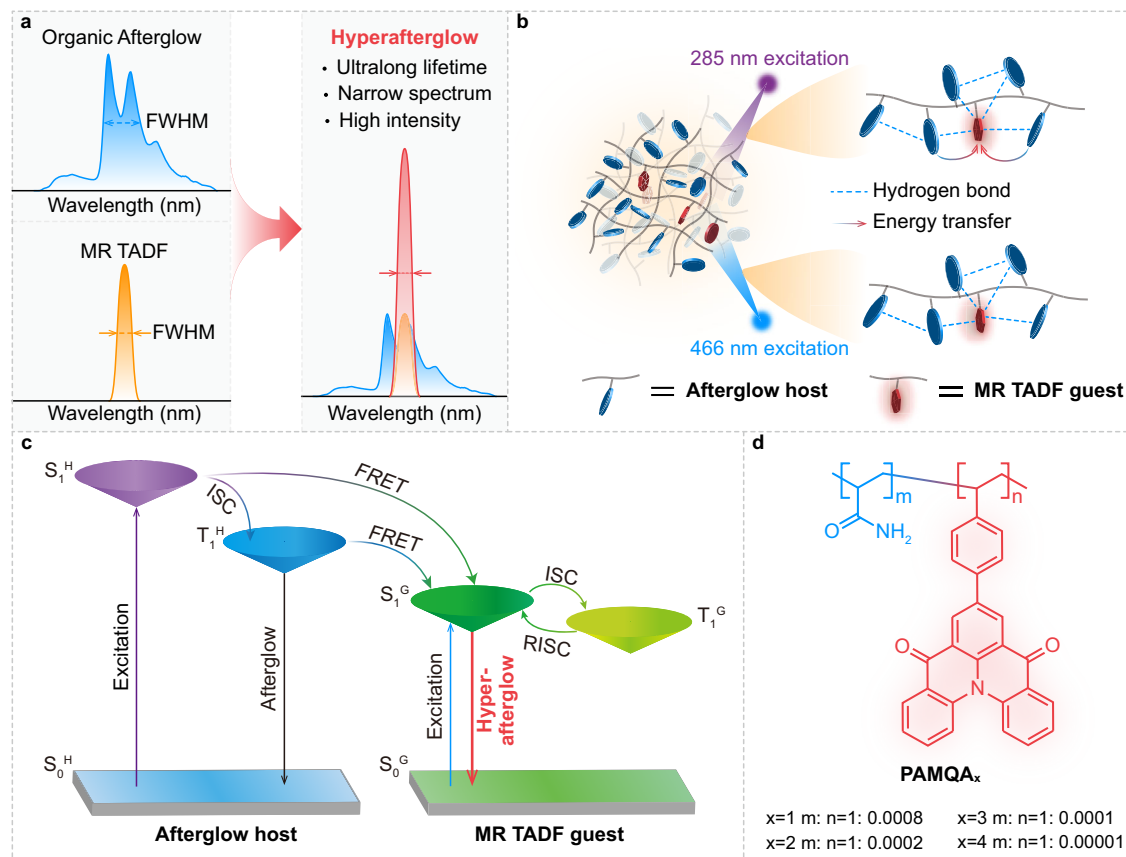 a
Organic Afterglow
FWHM
Wavelength (nm)
MR TADF
FWHM
Wavelength (nm)
Hyperafterglow
· Ultralong lifetime
· Narrow spectrum
· High intensity
Wavelength (nm)
b
285 nm excitation
Hydrogen bond
Energy transfer
466 nm excitation
= Afterglow host
= MR TADF guest
c
S₁ᴴ
ISC
FRET
T₁ᴴ
FRET
S₁ᴳ
ISC
T₁ᴳ
RISC
Excitation
Afterglow
Excitation
Hyper-
afterglow
S₀ᴴ
S₀ᴳ
Afterglow host
MR TADF guest
d
m
n
O
NH₂
O
O
N
PAMQAₓ
x=1 m: n=1: 0.0008
x=3 m: n=1: 0.0001
x=2 m: n=1: 0.0002
x=4 m: n=1: 0.00001